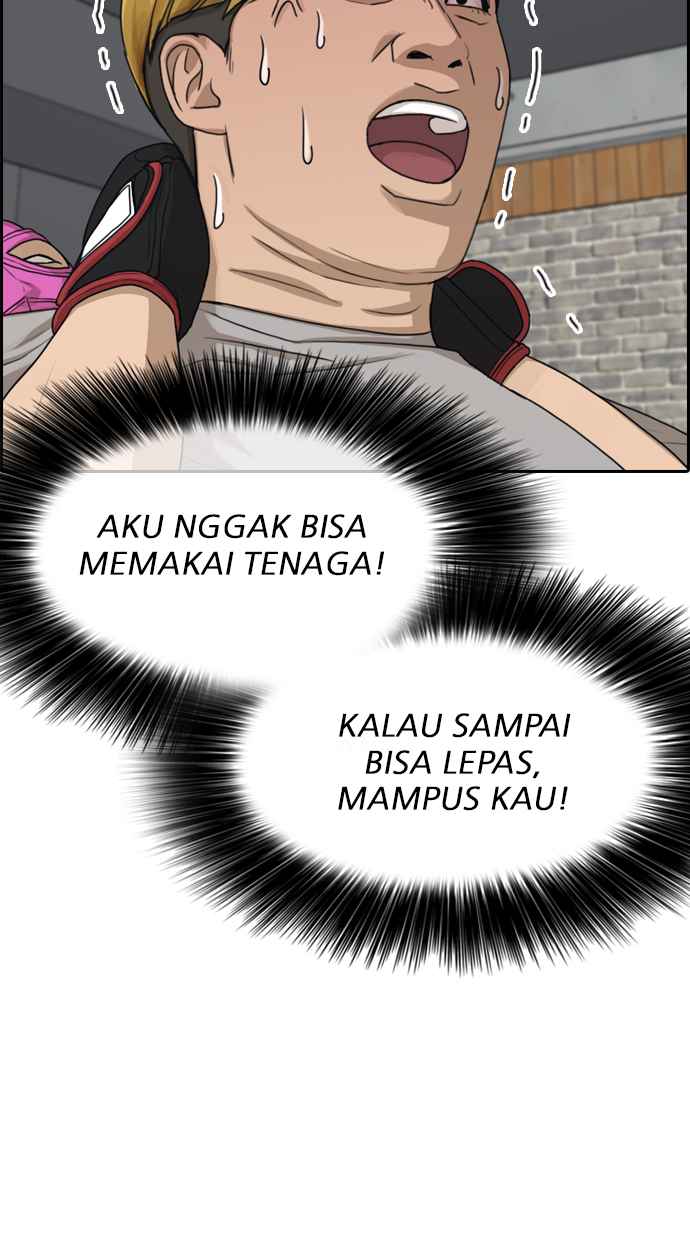 AKU NGGAK BISA
MEMAKAI TENAGA!
KALAU SAMPAI
BISA LEPAS,
MAMPUS KAU!